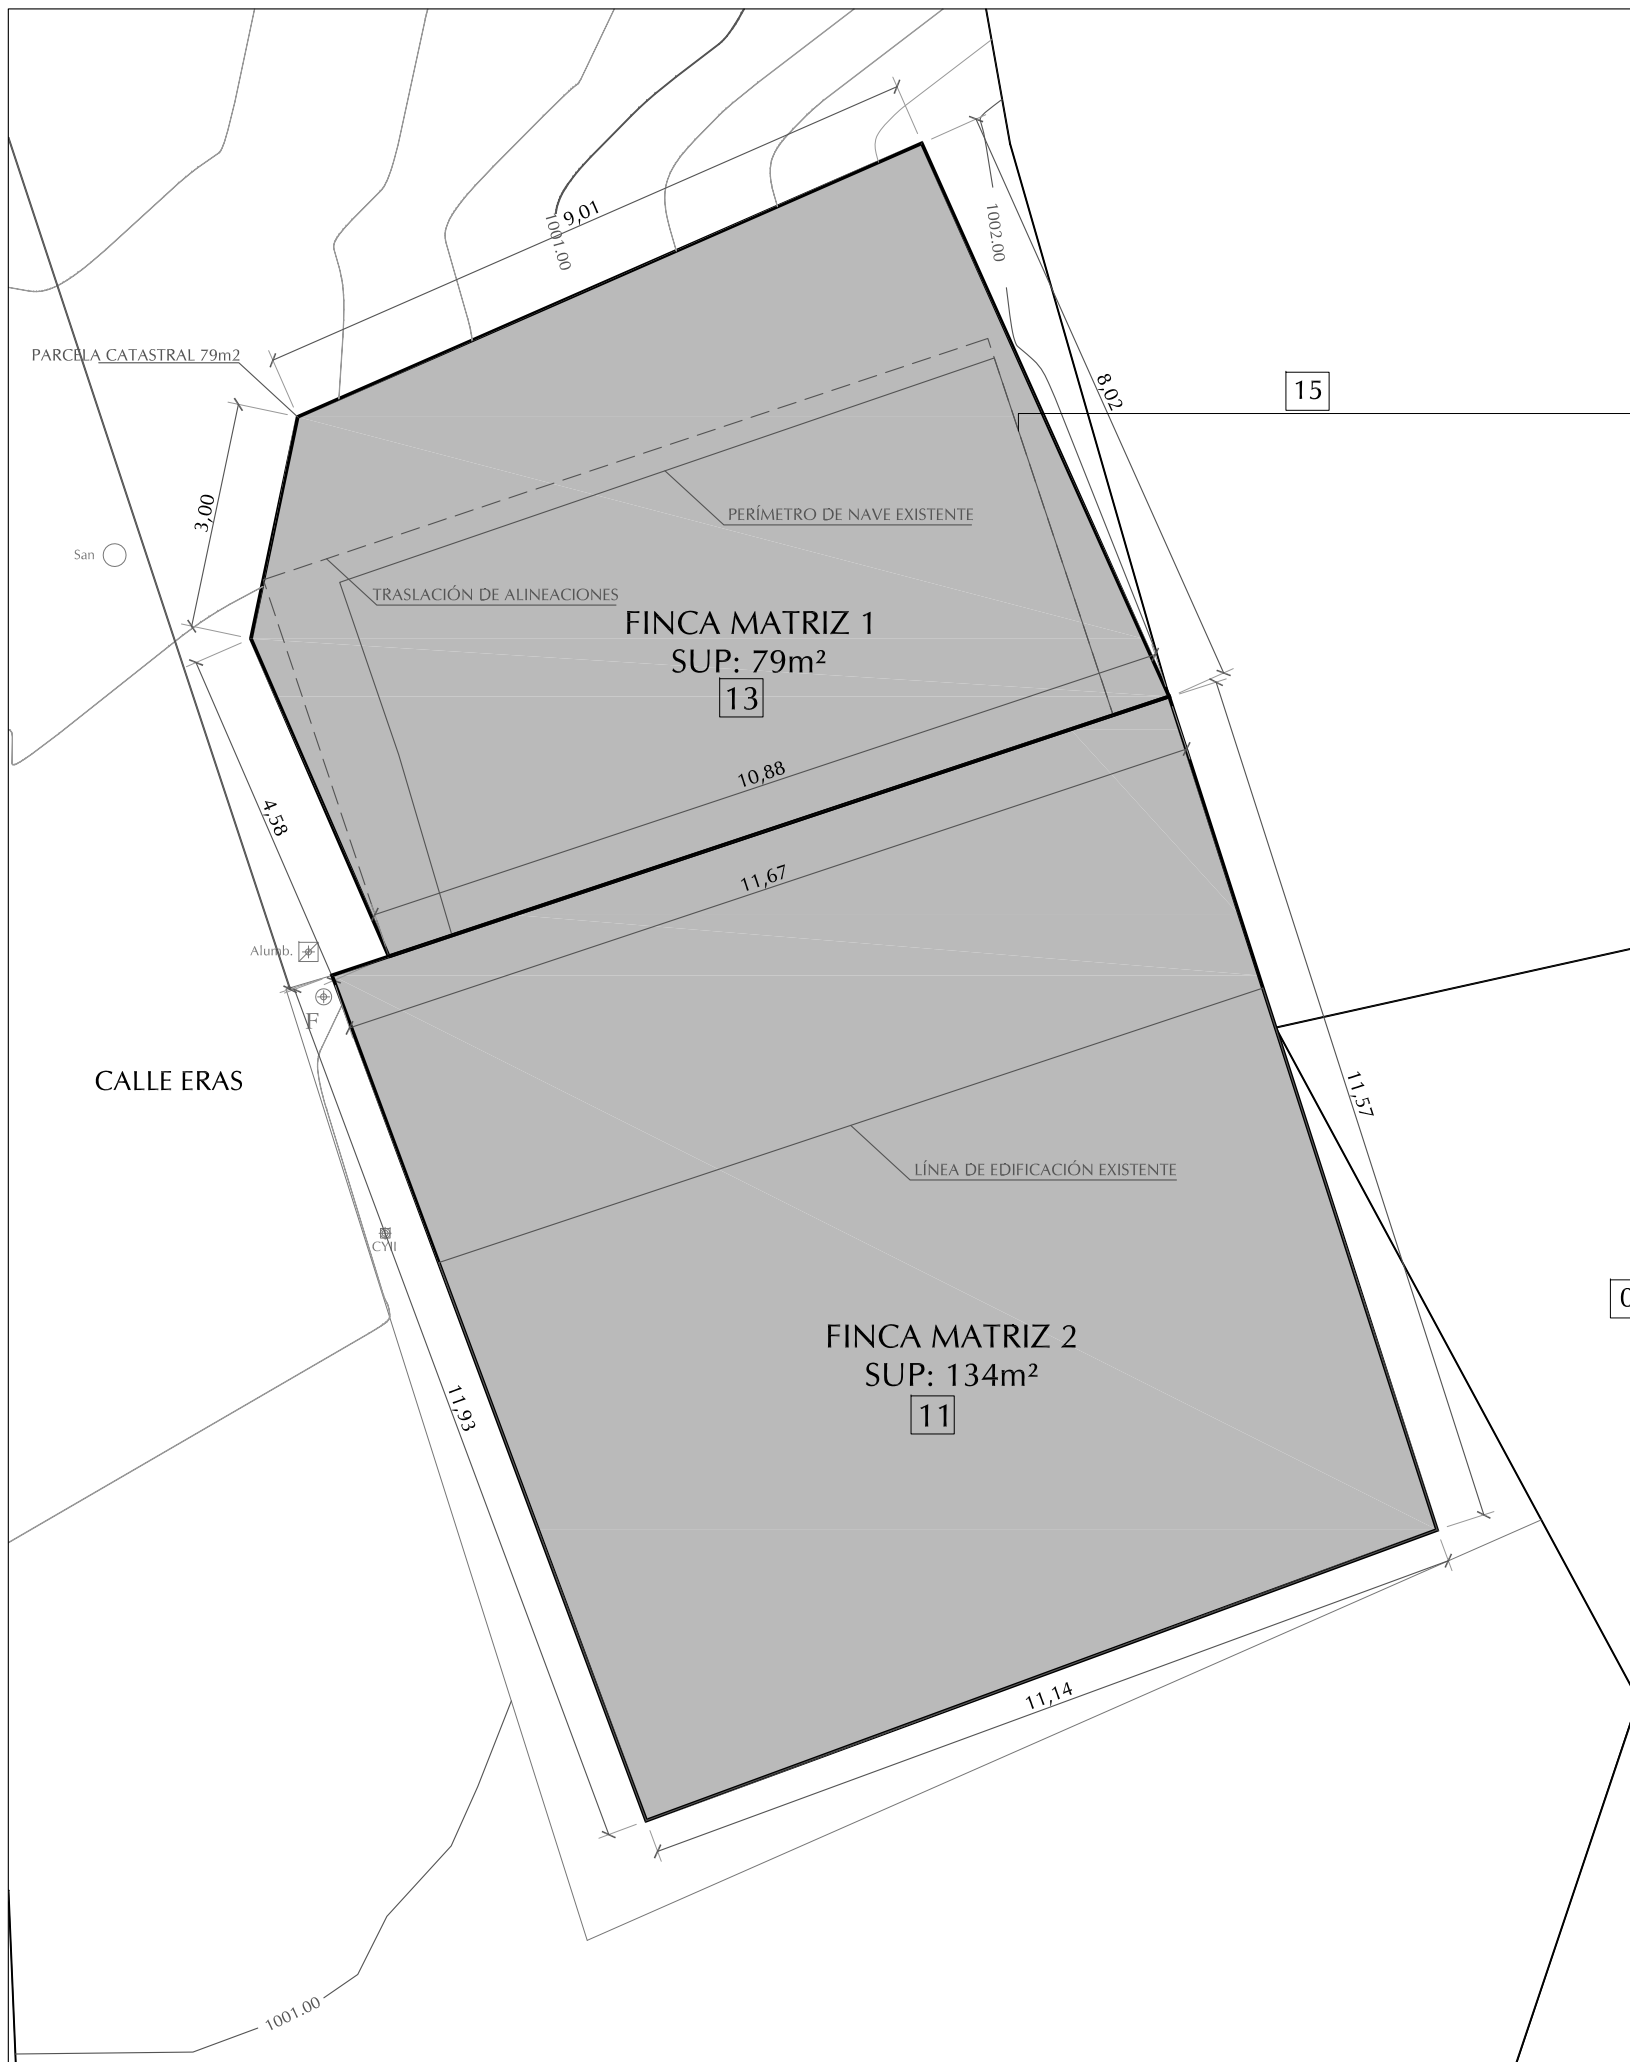 9,01
1001.00
1002.00
PARCELA CATASTRAL 79m2
8,02
15
3,00
PERÍMETRO DE NAVE EXISTENTE
San
TRASLACIÓN DE ALINEACIONES
FINCA MATRIZ 1
SUP: 79m²
13
10,88
4,58
11,67
Alumb.
F
CALLE ERAS
11,57
LÍNEA DE EDIFICACIÓN EXISTENTE
CYII
FINCA MATRIZ 2
SUP: 134m²
11
11,93
11,14
1001.00